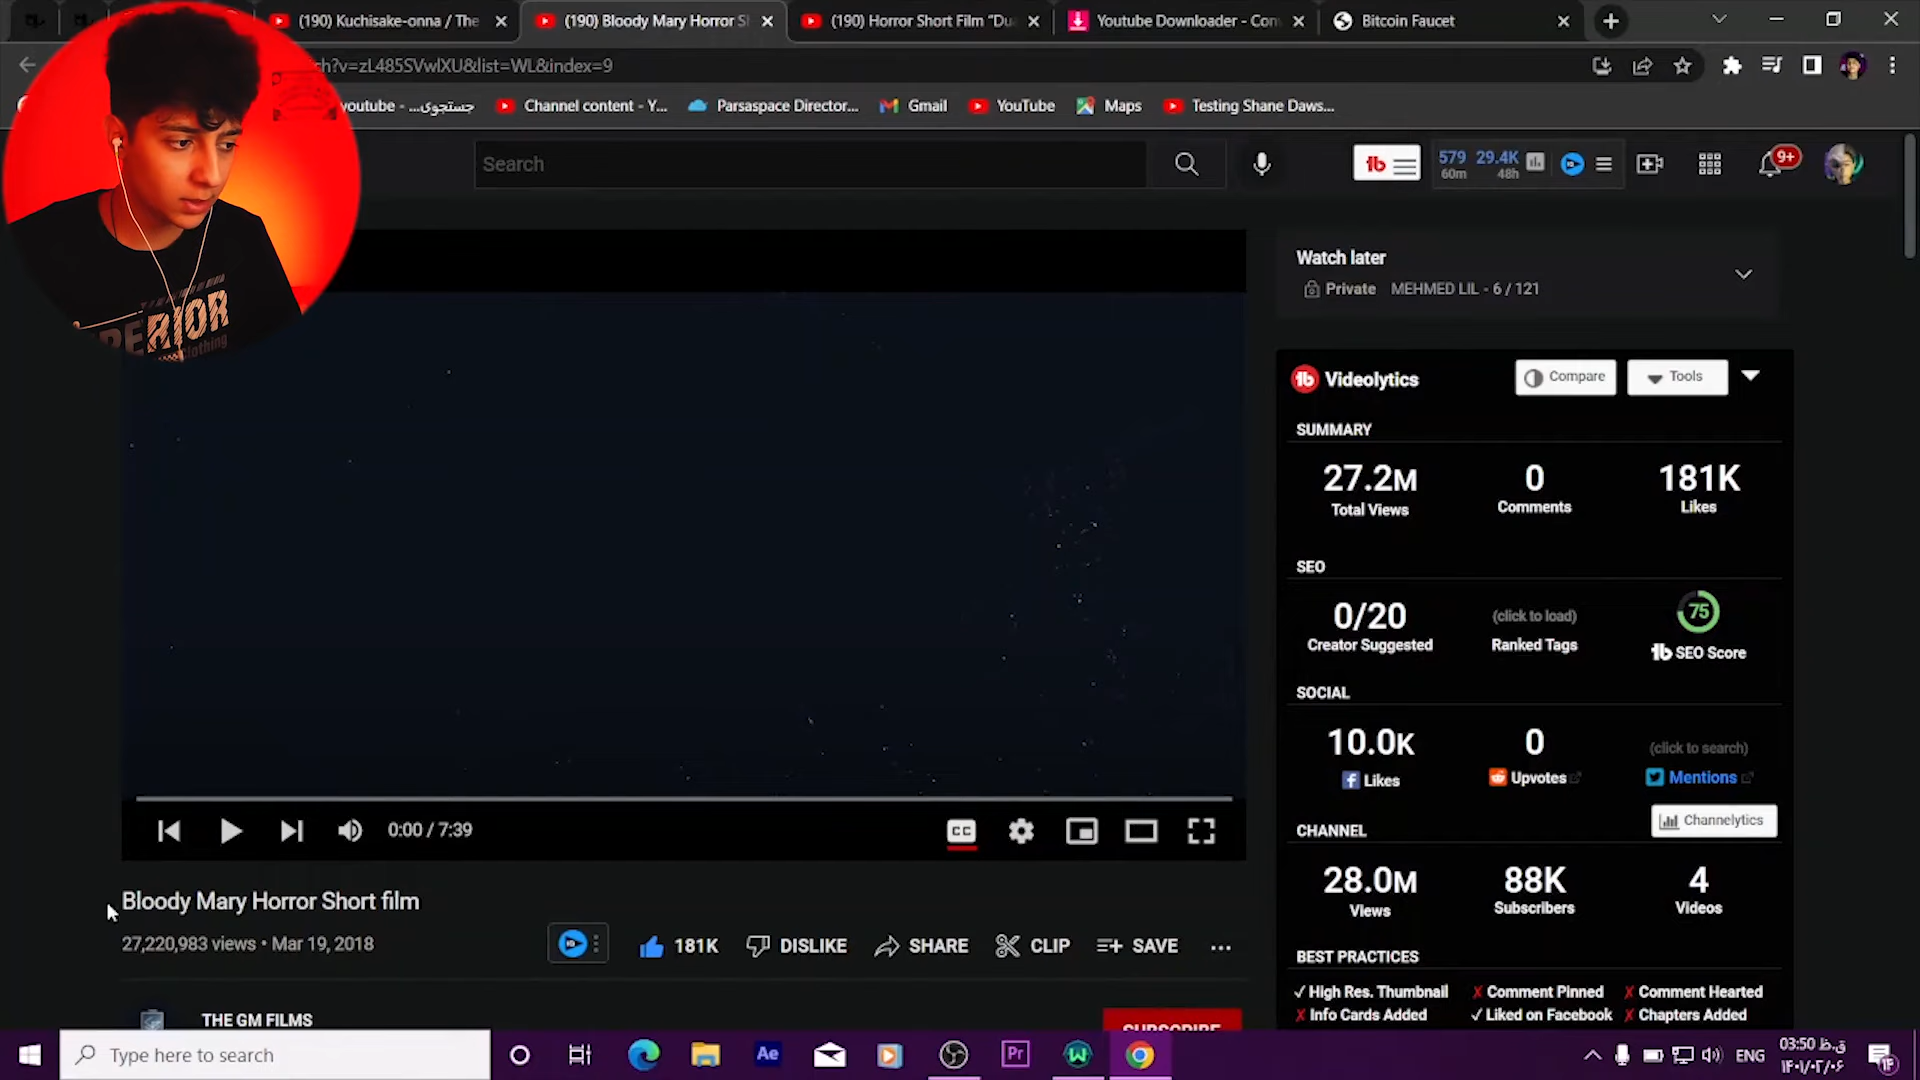 (190) Kuchisake-onna / The
(190) Bloody Mary Horror S
(190) Horror Short Film “Du
Youtube Downloader - Con
Bitcoin Faucet
ch?v=zL485SVwlXU&list=WL&index=9
youtube - جستجوی...
Channel content - Y...
Parsaspace Director...
Gmail
YouTube
Maps
Testing Shane Daws...
Search
579 60m
29.4K 48h
9+
Watch later
Private MEHMED LIL - 6 / 121
Videolytics
Compare
Tools
SUMMARY
27.2M 0 181K
Total Views Comments Likes
SEO
0/20 (click to load) 75
Creator Suggested Ranked Tags SEO Score
SOCIAL
10.0K 0 (click to search)
Likes Upvotes Mentions
CHANNEL
Channelytics
28.0M 88K 4
Views Subscribers Videos
BEST PRACTICES
High Res. Thumbnail Comment Pinned Comment Hearted
Info Cards Added Liked on Facebook Chapters Added
RIOR
Clothing
0:00 / 7:39
CC
Bloody Mary Horror Short film
27,220,983 views • Mar 19, 2018
181K DISLIKE SHARE CLIP SAVE
THE GM FILMS
SUBSCRIBE
Type here to search
Ae
Pr
ENG
03:50 ق.ظ
۱۴۰۱/۰۲/۰۶